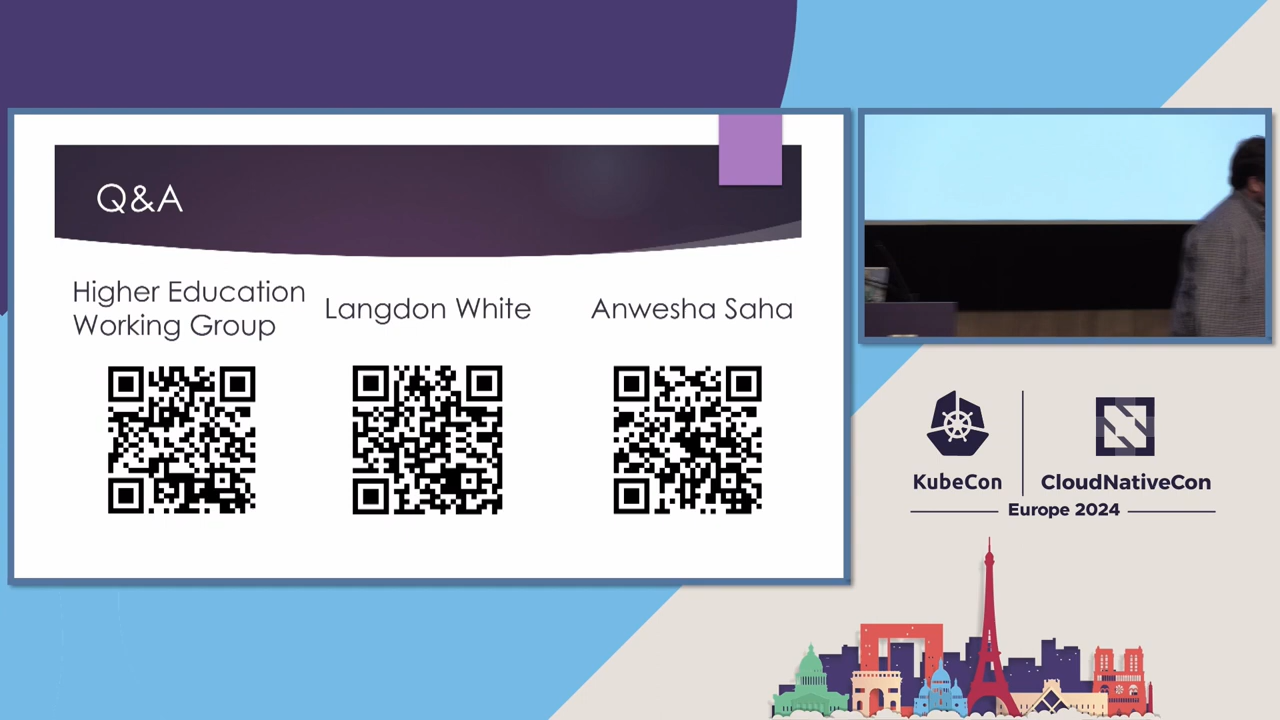 Q&A
Higher Education
Working Group
Langdon White
Anwesha Saha
KubeCon
CloudNativeCon
Europe 2024